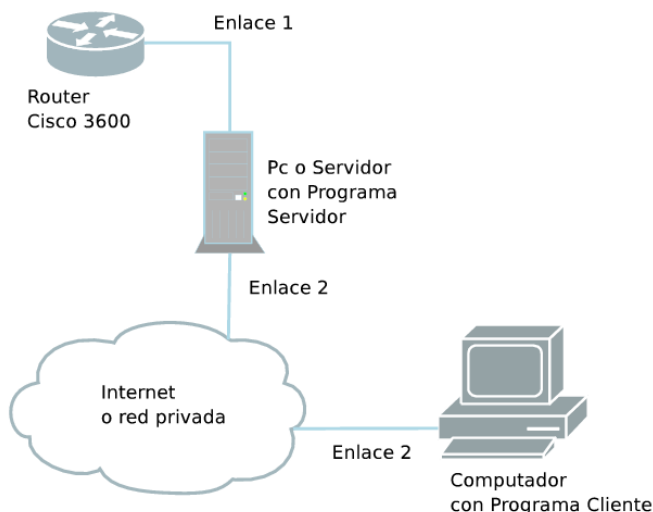 Enlace 1
Router
Cisco 3600
Pc o Servidor
con Programa
Servidor
Enlace 2
Internet
o red privada
Enlace 2
Computador
con Programa Cliente